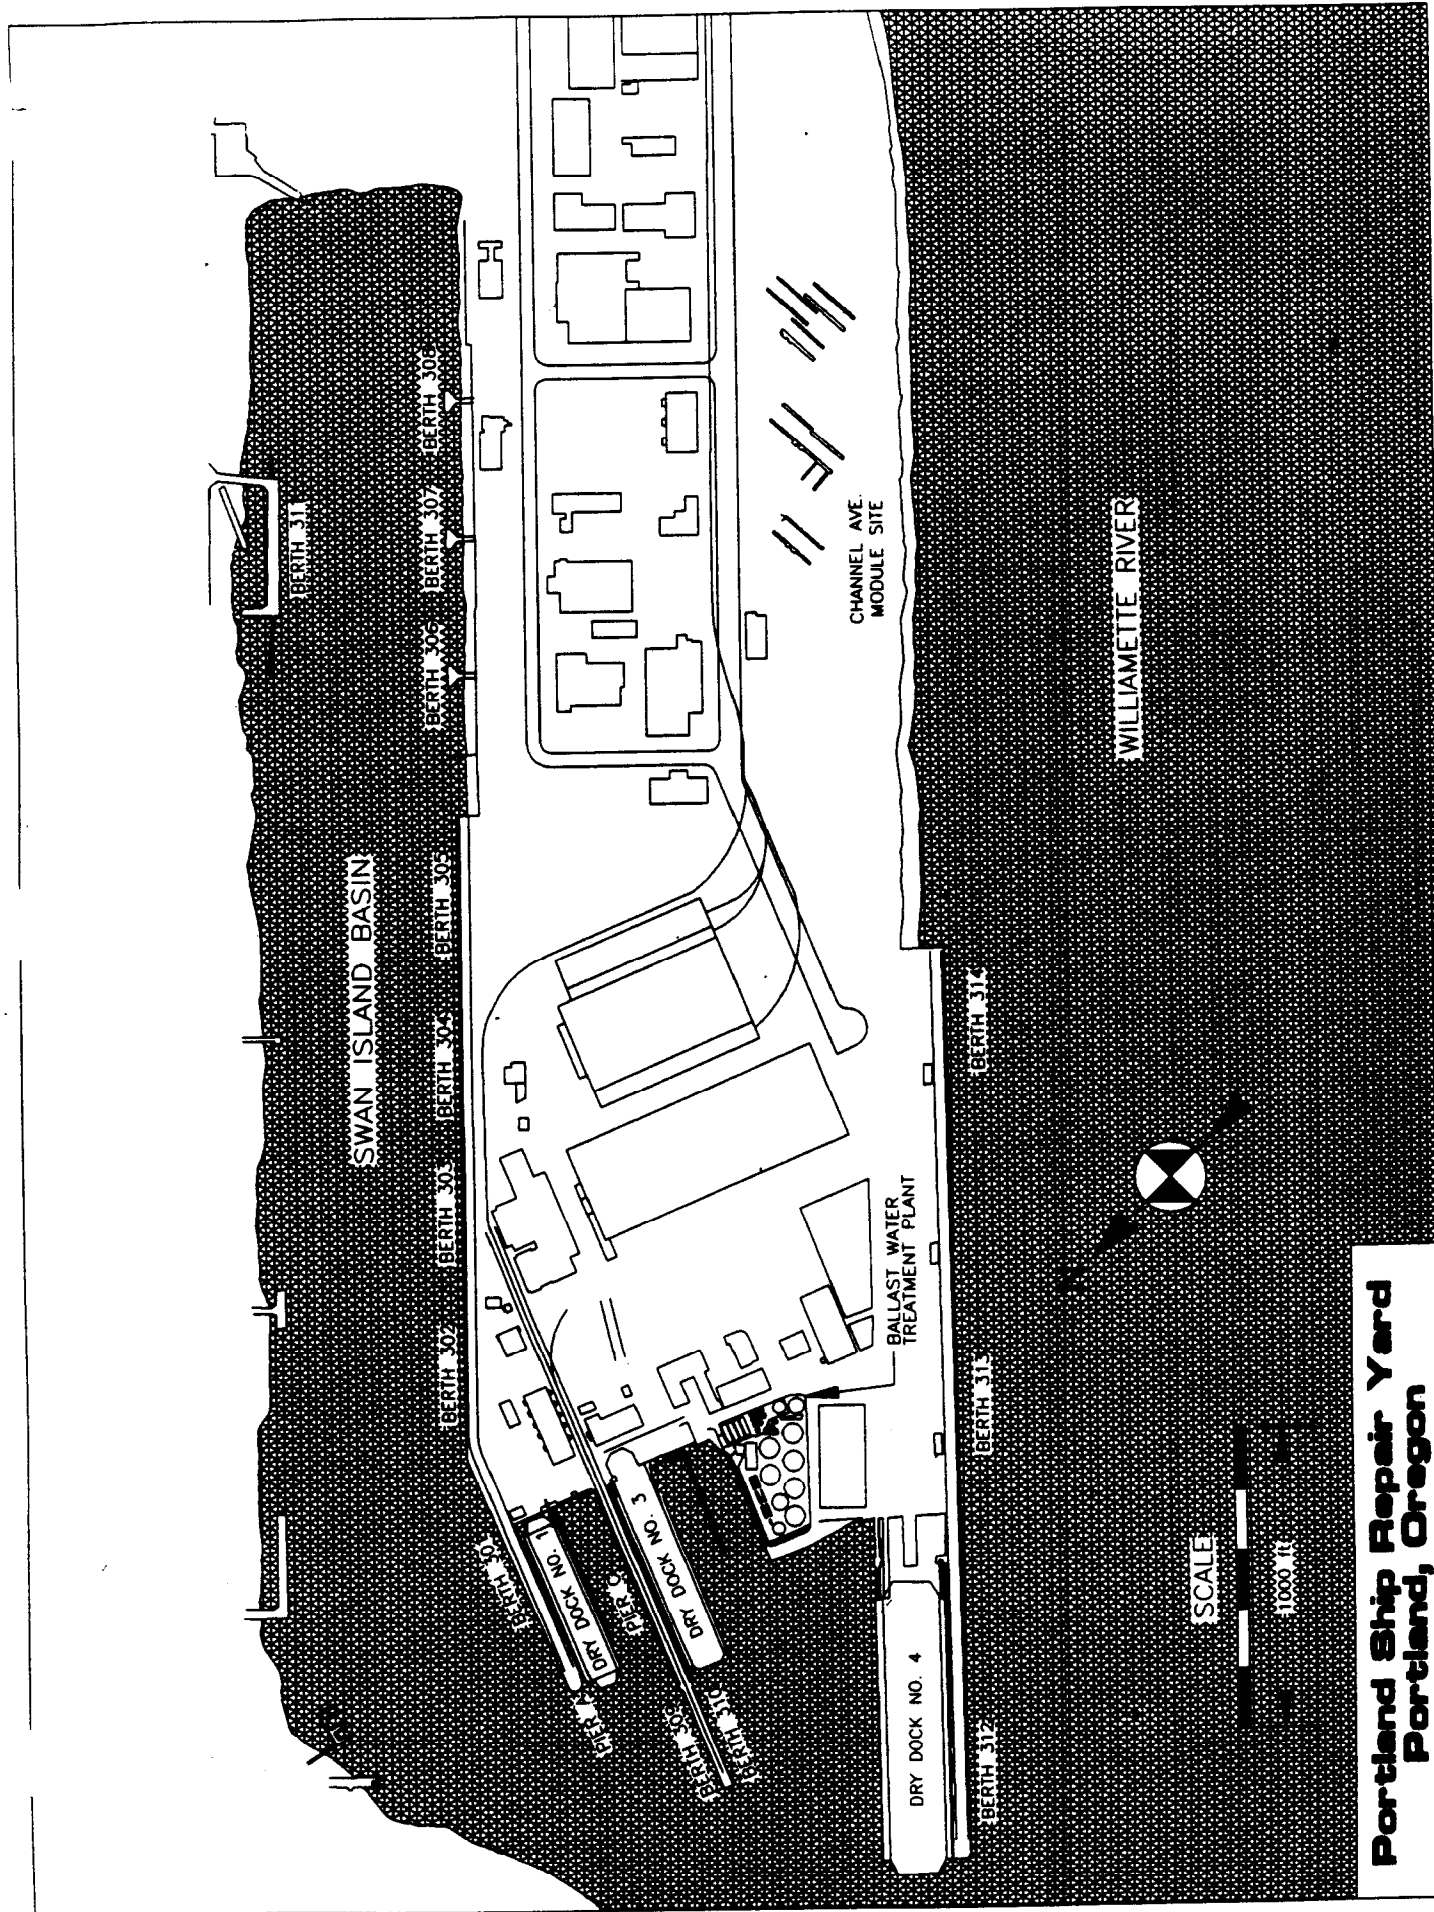 SWAN ISLAND BASIN
BERTH 311
BERTH 308
BERTH 307
BERTH 306
BERTH 305
BERTH 304
BERTH 303
BERTH 302
BERTH 301
PIER A
DRY DOCK NO. 1
PIER 9
BERTH 309
BERTH 310
DRY DOCK NO. 3
BALLAST WATER
TREATMENT PLANT
CHANNEL AVE.
MODULE SITE
DRY DOCK NO. 4
BERTH 312
BERTH 313
BERTH 314
WILLIAMETTE RIVER
SCALE
1000 ft
Portland Ship Repair Yard
Portland, Oregon